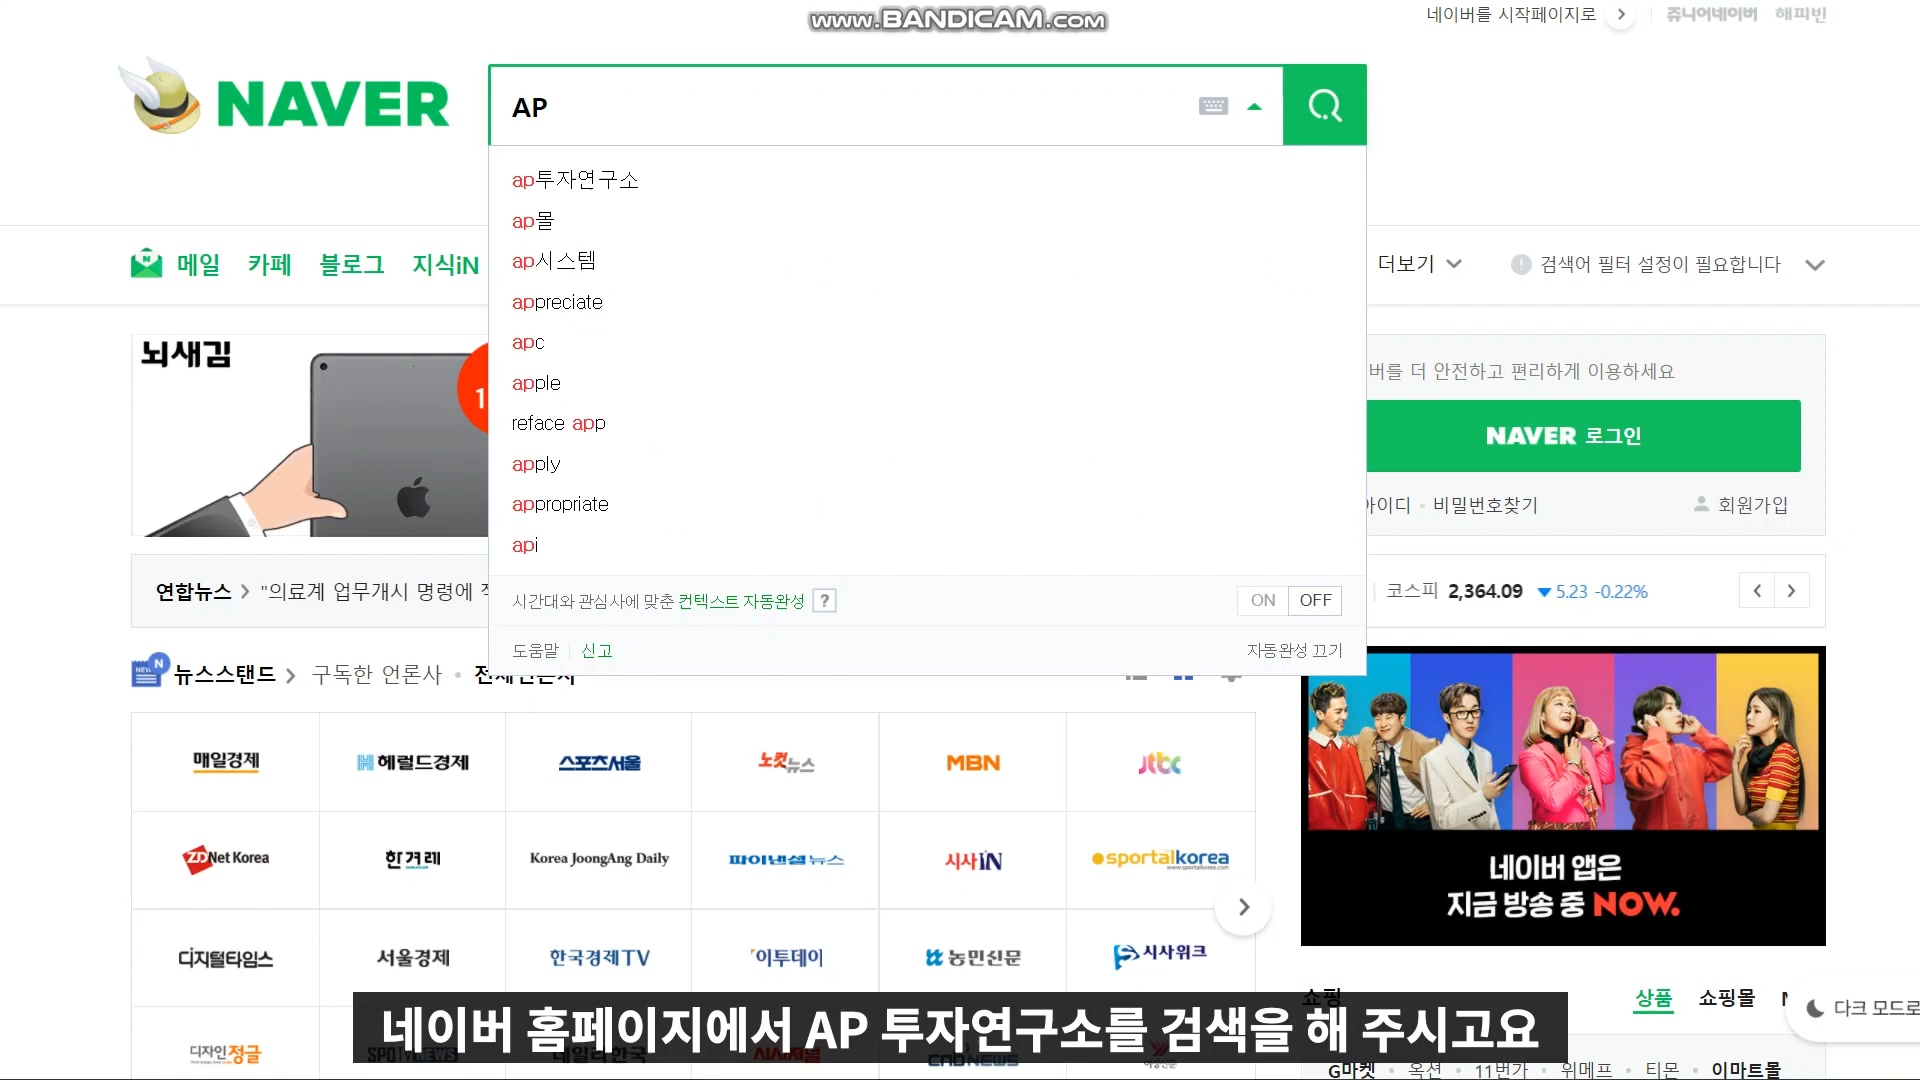 www.BANDICAM.com
네이버를 시작페이지로
쥬니어네이버 해피빈
NAVER
AP
ap투자연구소
ap몰
ap시스템
appreciate
apc
apple
reface app
apply
appropriate
api
시간대와 관심사에 맞춘 컨텍스트 자동완성 ?
ON OFF
도움말 신고
자동완성 끄기
메일 카페 블로그 지식iN
더보기
검색어 필터 설정이 필요합니다
뇌새김
1
버를 더 안전하고 편리하게 이용하세요
NAVER 로그인
아이디 비밀번호찾기
회원가입
연합뉴스 "의료계 업무개시 명령에
코스피 2,364.09 5.23 -0.22%
뉴스스탠드 구독한 언론사 전체언론사
매일경제 헤럴드경제 스포츠서울 노컷뉴스 MBN jtbc
ZDNet Korea 한겨레 Korea JoongAng Daily 파이낸셜뉴스 시사IN sportalkorea
www.sportalkorea.com
디지털타임스 서울경제 한국경제TV 이투데이 농민신문 시사위크
디자인정글
네이버 앱은
지금 방송 중 NOW.
쇼핑 상품 쇼핑몰
다크 모드로
G마켓 옥션 11번가 위메프 티몬 이마트몰
네이버 홈페이지에서 AP 투자연구소를 검색을 해 주시고요